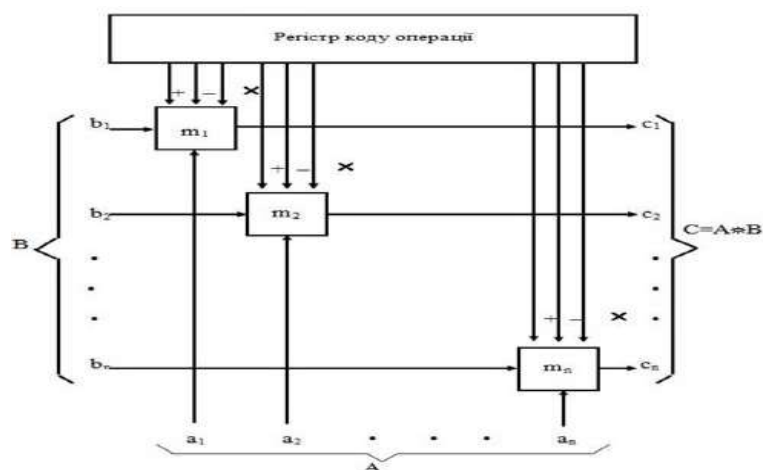 Регістр коду операції
+ − ×
b₁ m₁ c₁
+ − ×
b₂ m₂ c₂
B C=A*B
+ − ×
bₙ mₙ cₙ
a₁ a₂ aₙ
A